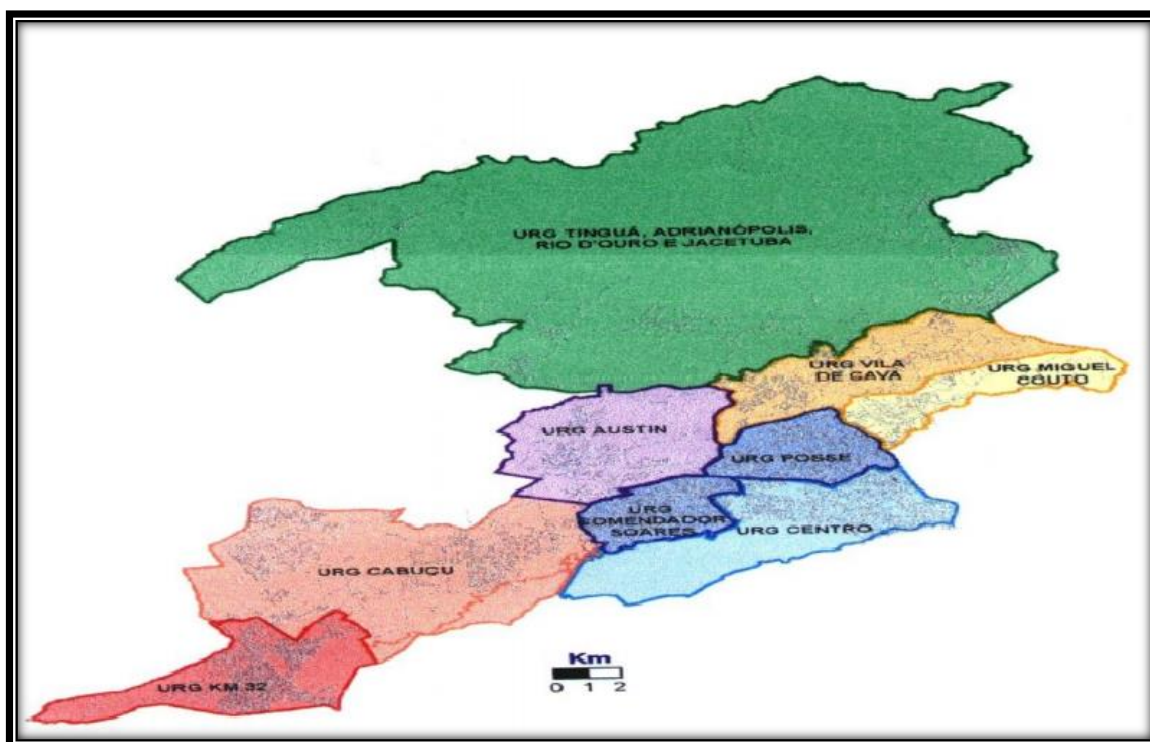 URG TINGUÁ, ADRIANÓPOLIS,
RIO D'OURO E JACETUBA
URG VILA
DE CAVA
URG MIGUEL
COUTO
URG AUSTIN
URG POSSE
URG
COMENDADOR
SOARES
URG CENTRO
URG CABUÇU
URG KM 32
Km
0 1 2